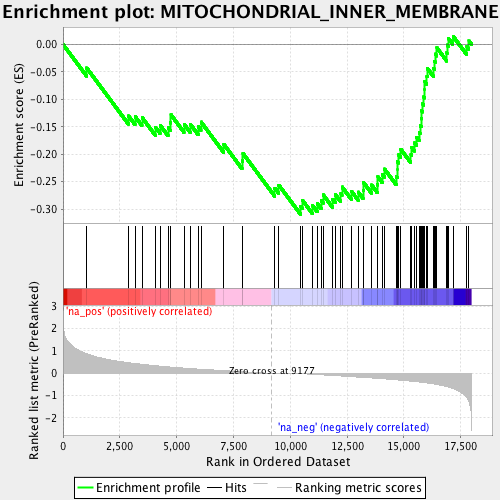 Enrichment plot: MITOCHONDRIAL_INNER_MEMBRANE
Enrichment score (ES)
0.00
-0.05
-0.10
-0.15
-0.20
-0.25
-0.30
'na_pos' (positively correlated)
Ranked list metric (PreRanked)
3
2
1
0
-1
-2
Zero cross at 9177
'na_neg' (negatively correlated)
0
2,500
5,000
7,500
10,000
12,500
15,000
17,500
Rank in Ordered Dataset
Enrichment profile
Hits
Ranking metric scores